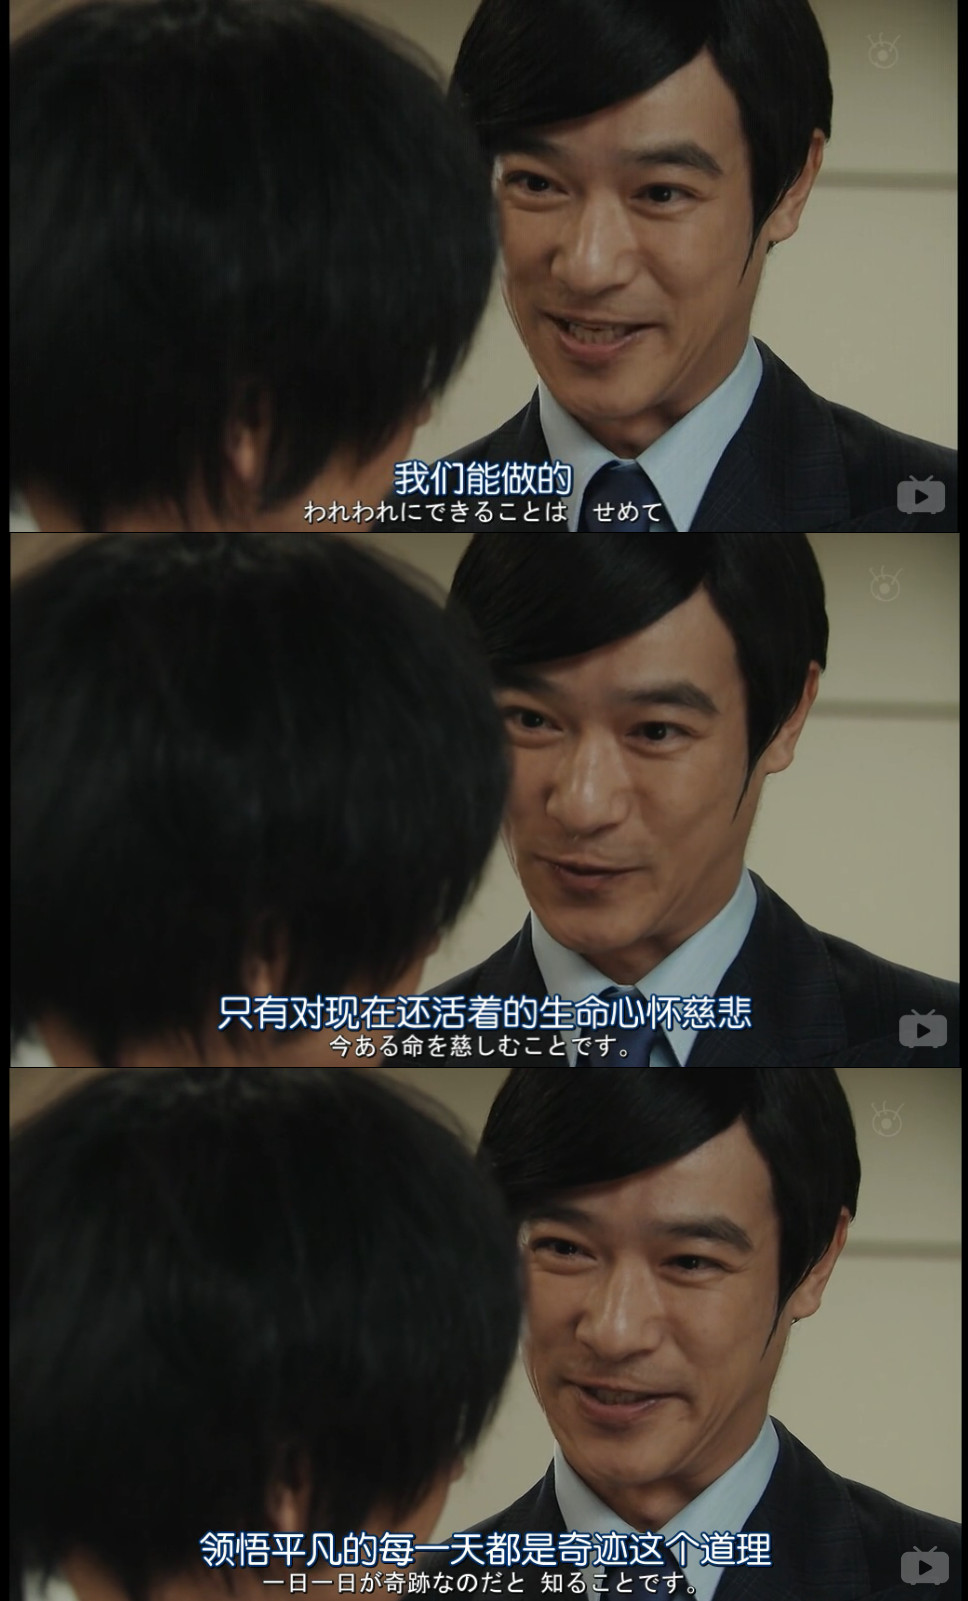 我们能做的
われわれにできることは　せめて
只有对现在还活着的生命心怀慈悲
今ある命を慈しむことです。
领悟平凡的每一天都是奇迹这个道理
一日一日が奇跡なのだと 知ることです。